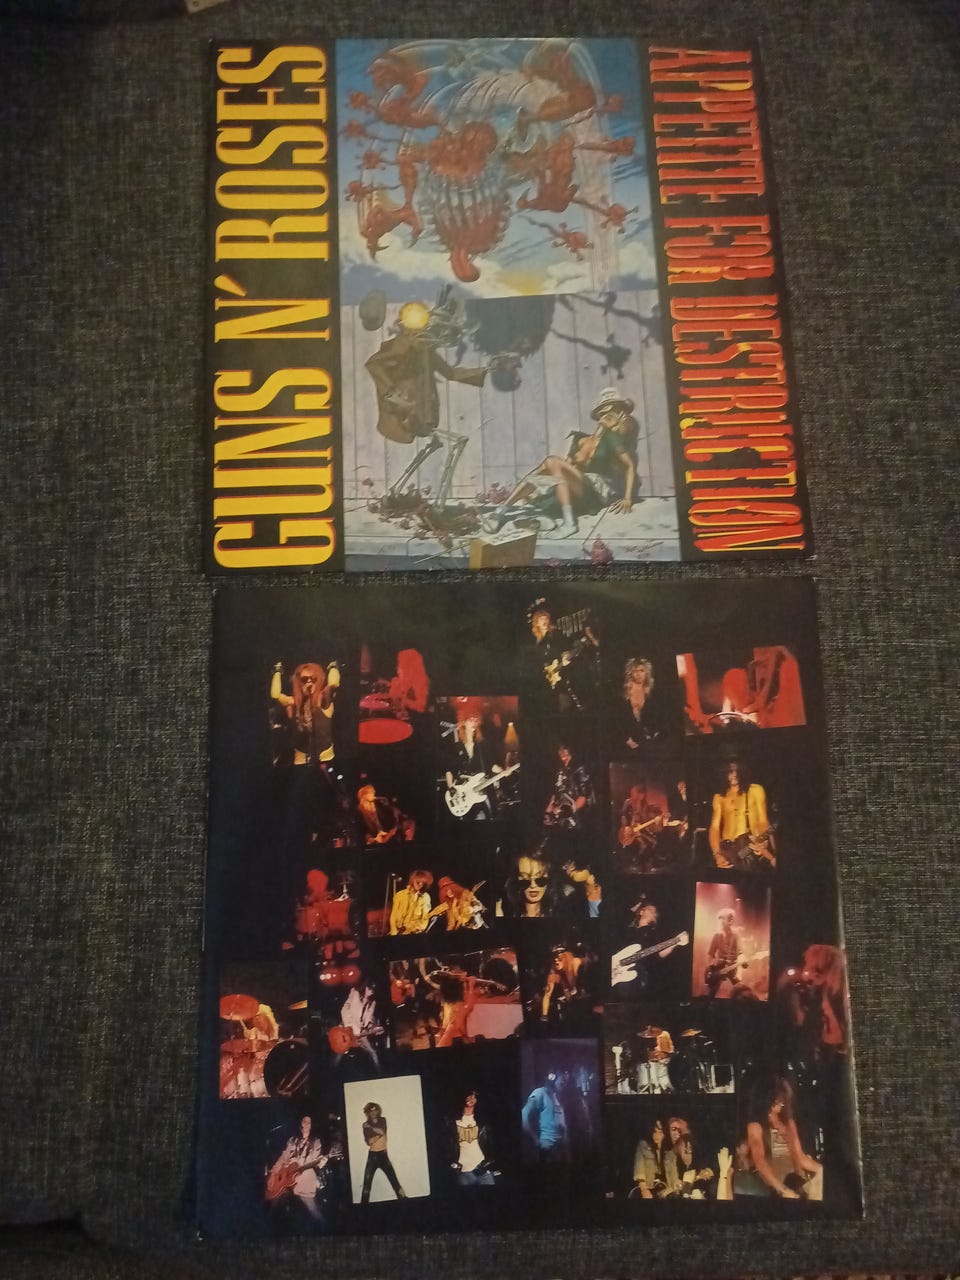 GUNS N' ROSES
APPETITE FOR DESTRUCTION